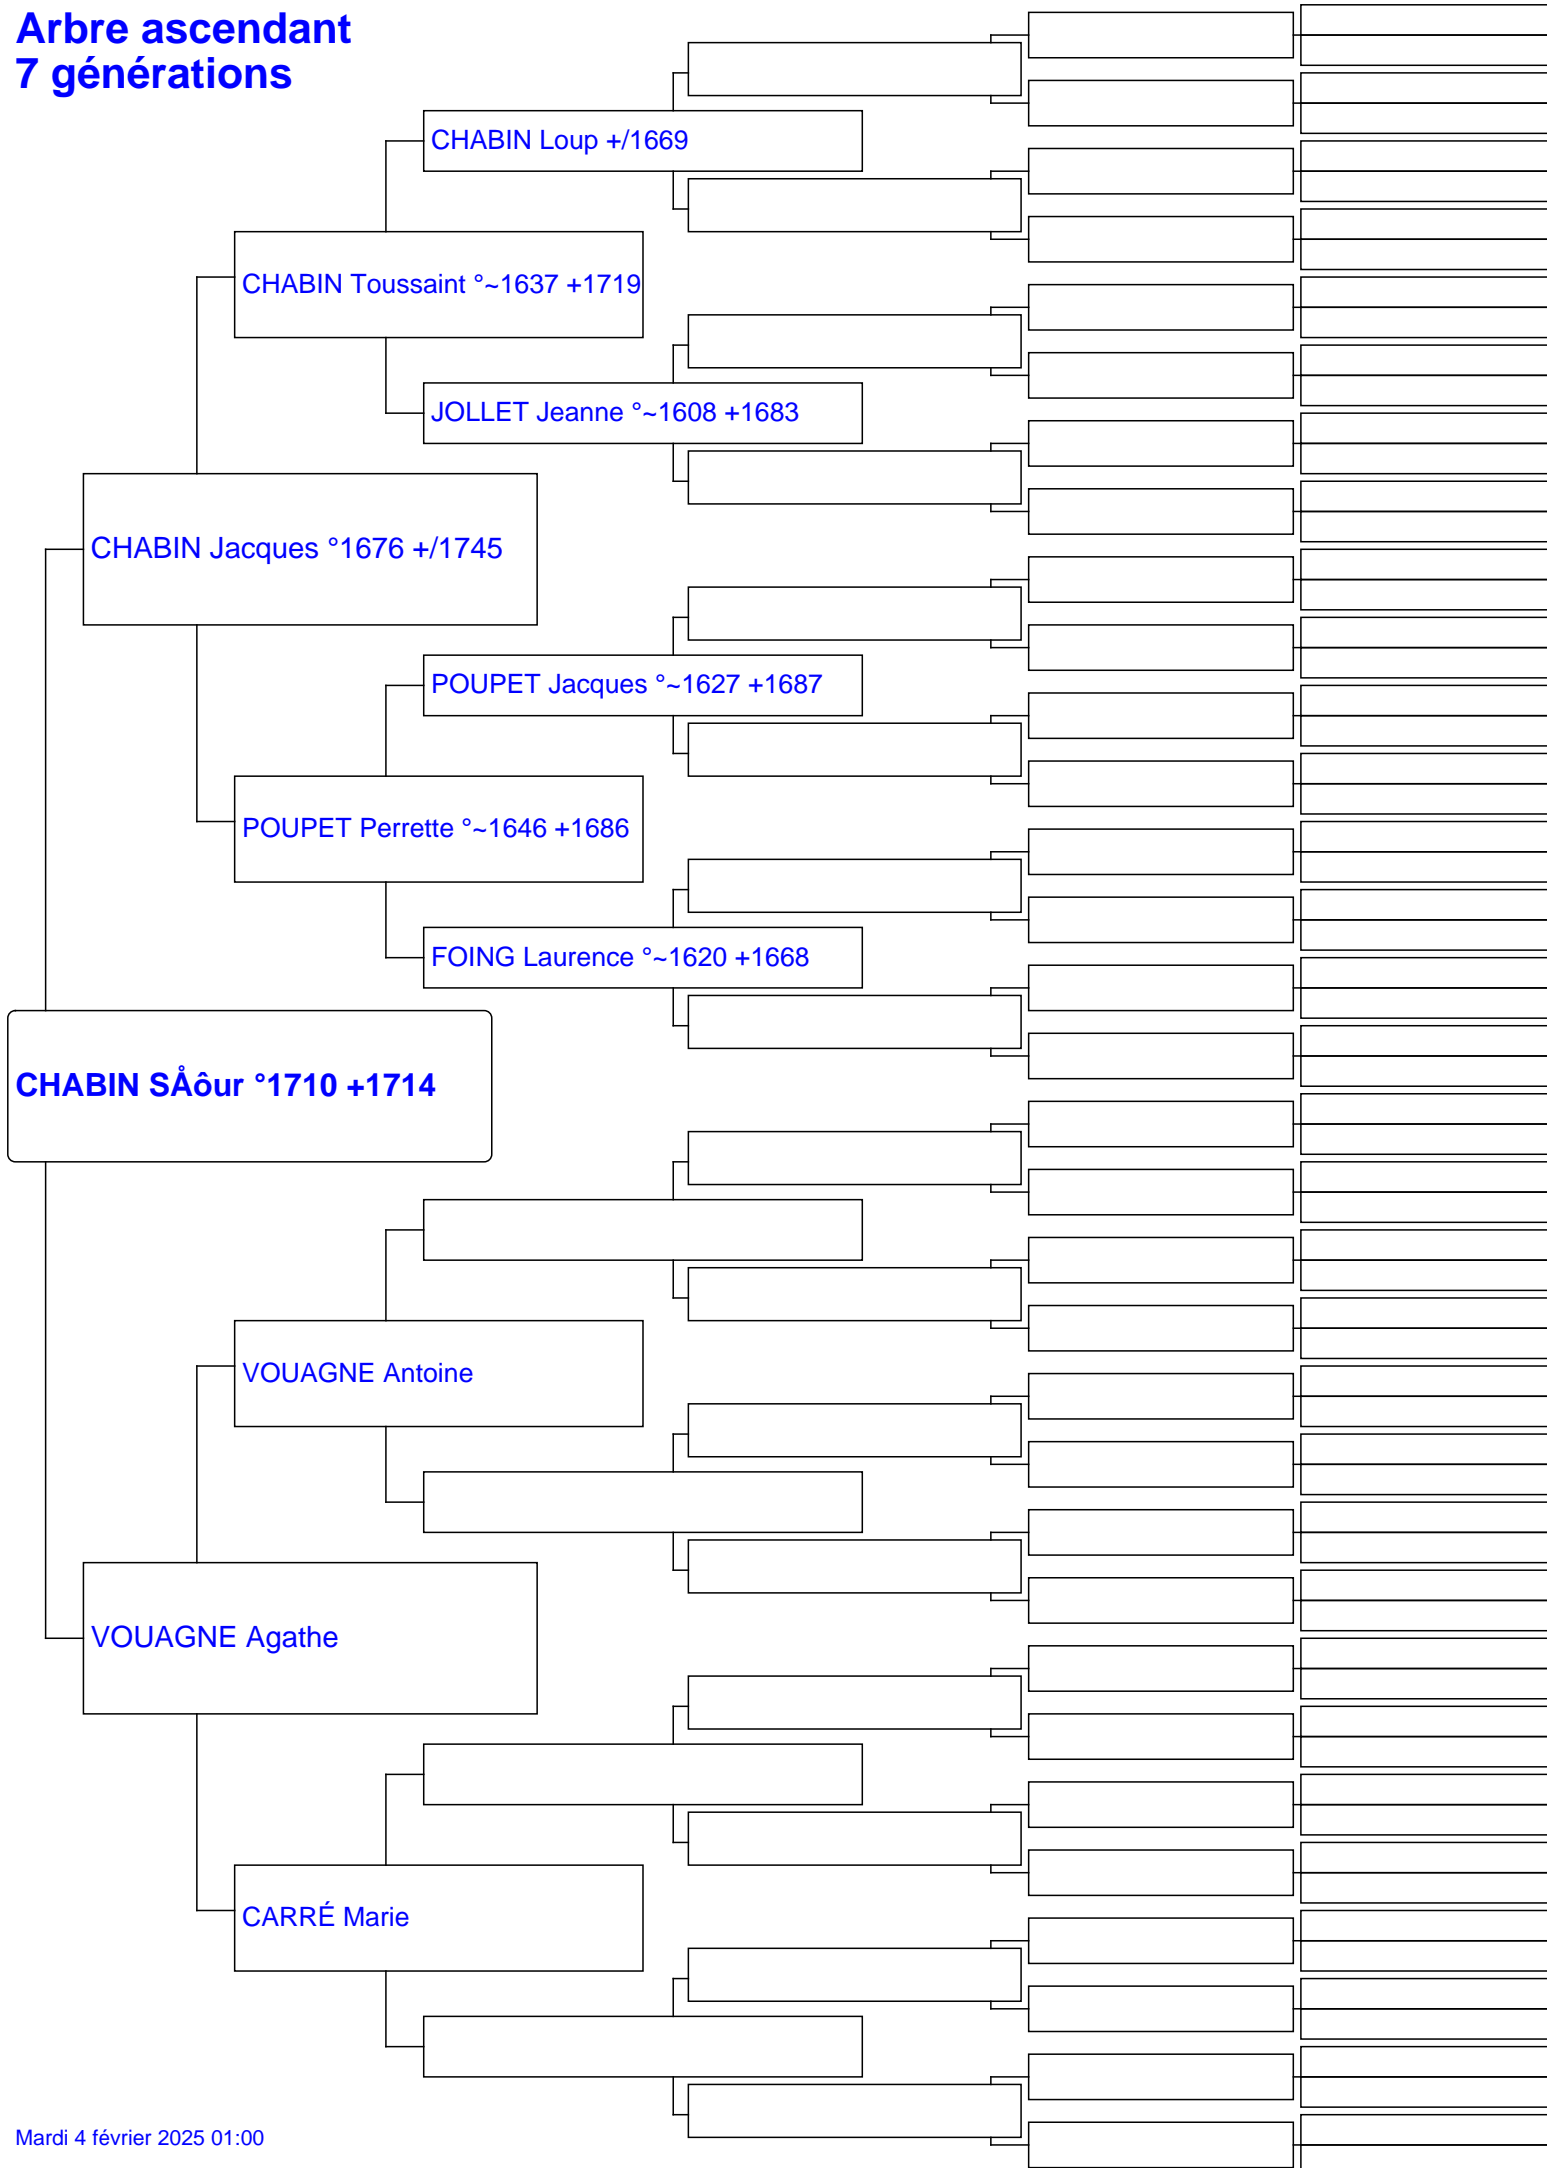 Arbre ascendant
7 générations
CHABIN Loup +/1669
CHABIN Toussaint °~1637 +1719
JOLLET Jeanne °~1608 +1683
CHABIN Jacques °1676 +/1745
POUPET Jacques °~1627 +1687
POUPET Perrette °~1646 +1686
FOING Laurence °~1620 +1668
CHABIN SÅôur °1710 +1714
VOUAGNE Antoine
VOUAGNE Agathe
CARRÉ Marie
Mardi 4 février 2025 01:00